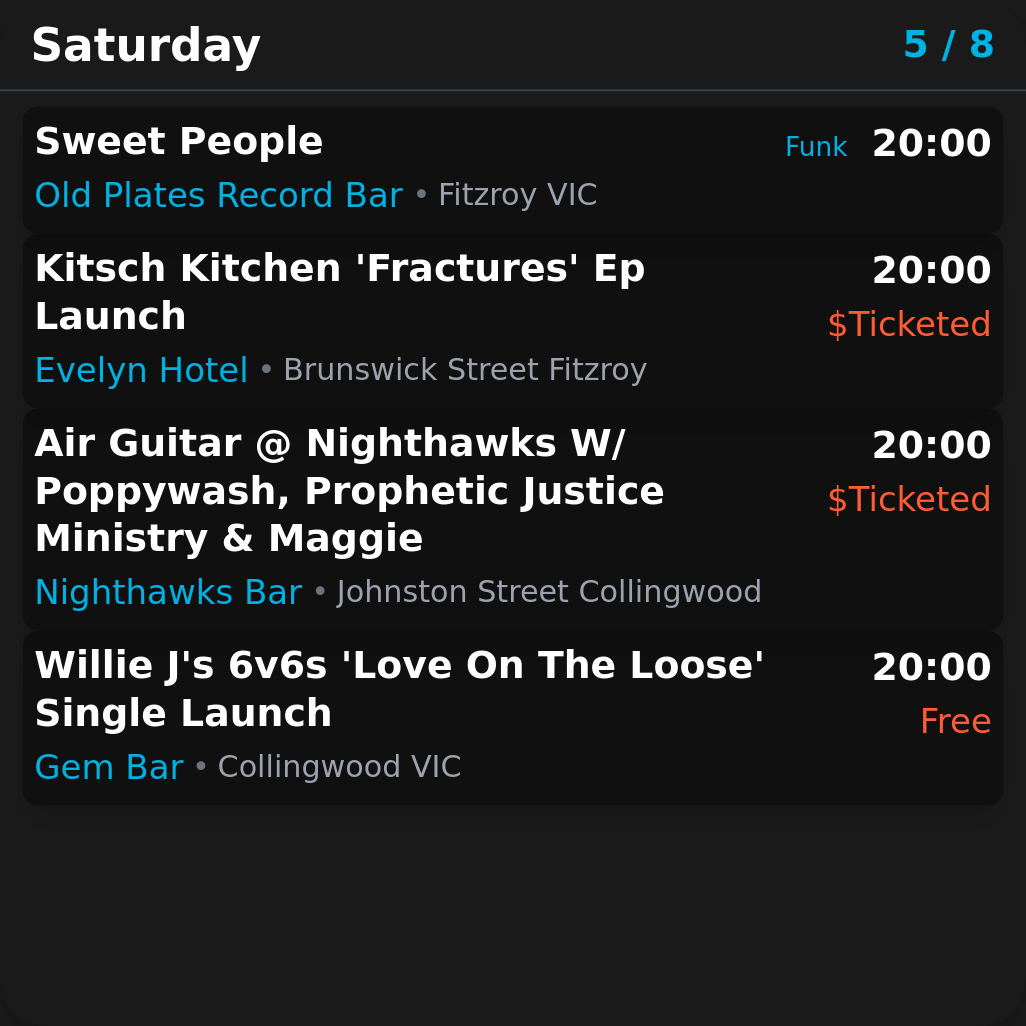 Saturday
5 / 8
Sweet People
Funk 20:00
Old Plates Record Bar • Fitzroy VIC
Kitsch Kitchen 'Fractures' Ep
Launch
20:00
$Ticketed
Evelyn Hotel • Brunswick Street Fitzroy
Air Guitar @ Nighthawks W/
Poppywash, Prophetic Justice
Ministry & Maggie
20:00
$Ticketed
Nighthawks Bar • Johnston Street Collingwood
Willie J's 6v6s 'Love On The Loose'
Single Launch
20:00
Free
Gem Bar • Collingwood VIC